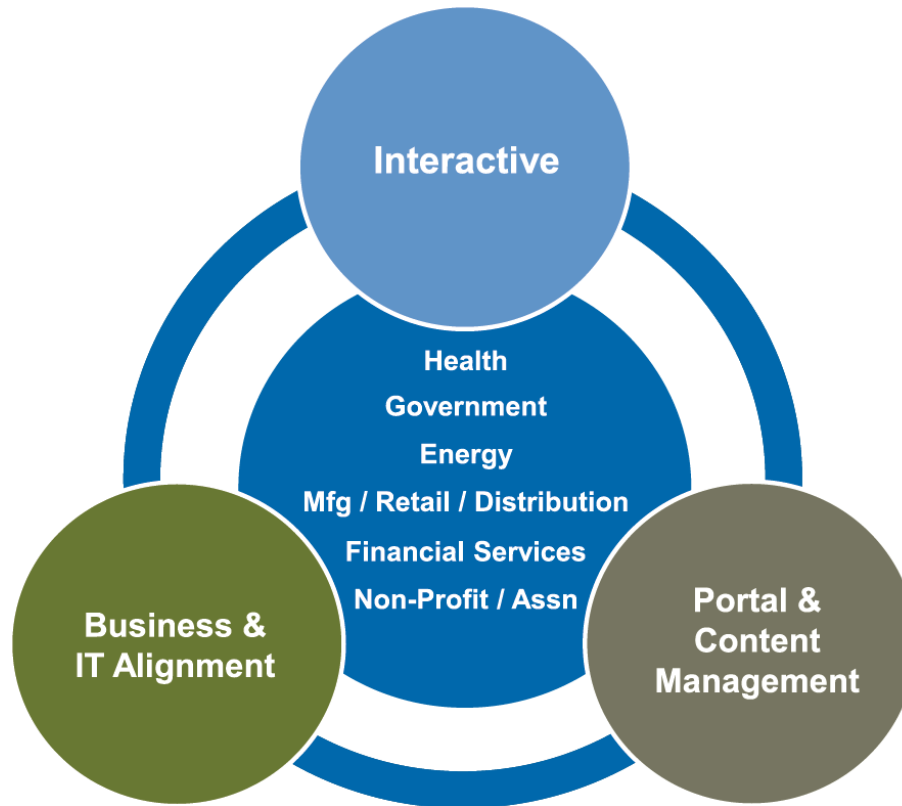 Interactive
Health
Government
Energy
Mfg / Retail / Distribution
Financial Services
Non-Profit / Assn
Business &
IT Alignment
Portal &
Content
Management